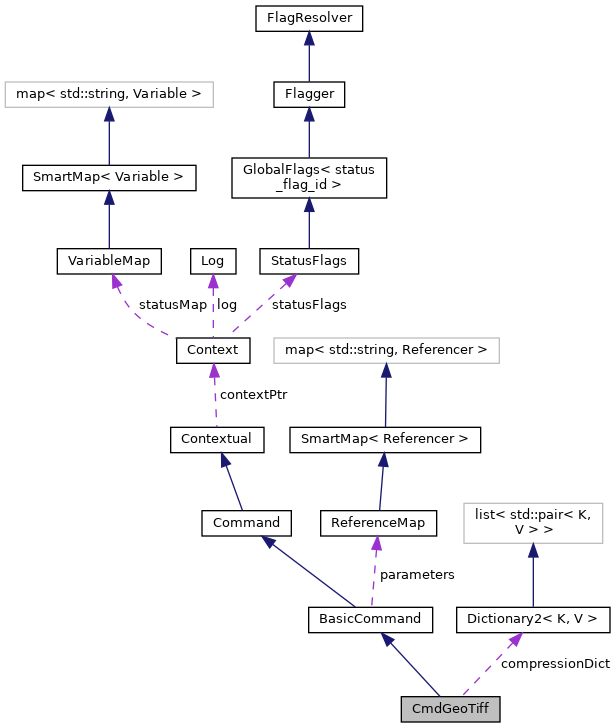 FlagResolver
map< std::string, Variable >
Flagger
SmartMap< Variable >
GlobalFlags< status
_flag_id >
VariableMap
Log
StatusFlags
statusMap
log
statusFlags
Context
map< std::string, Referencer >
contextPtr
Contextual
SmartMap< Referencer >
Command
ReferenceMap
list< std::pair< K,
V > >
parameters
BasicCommand
Dictionary2< K, V >
compressionDict
CmdGeoTiff